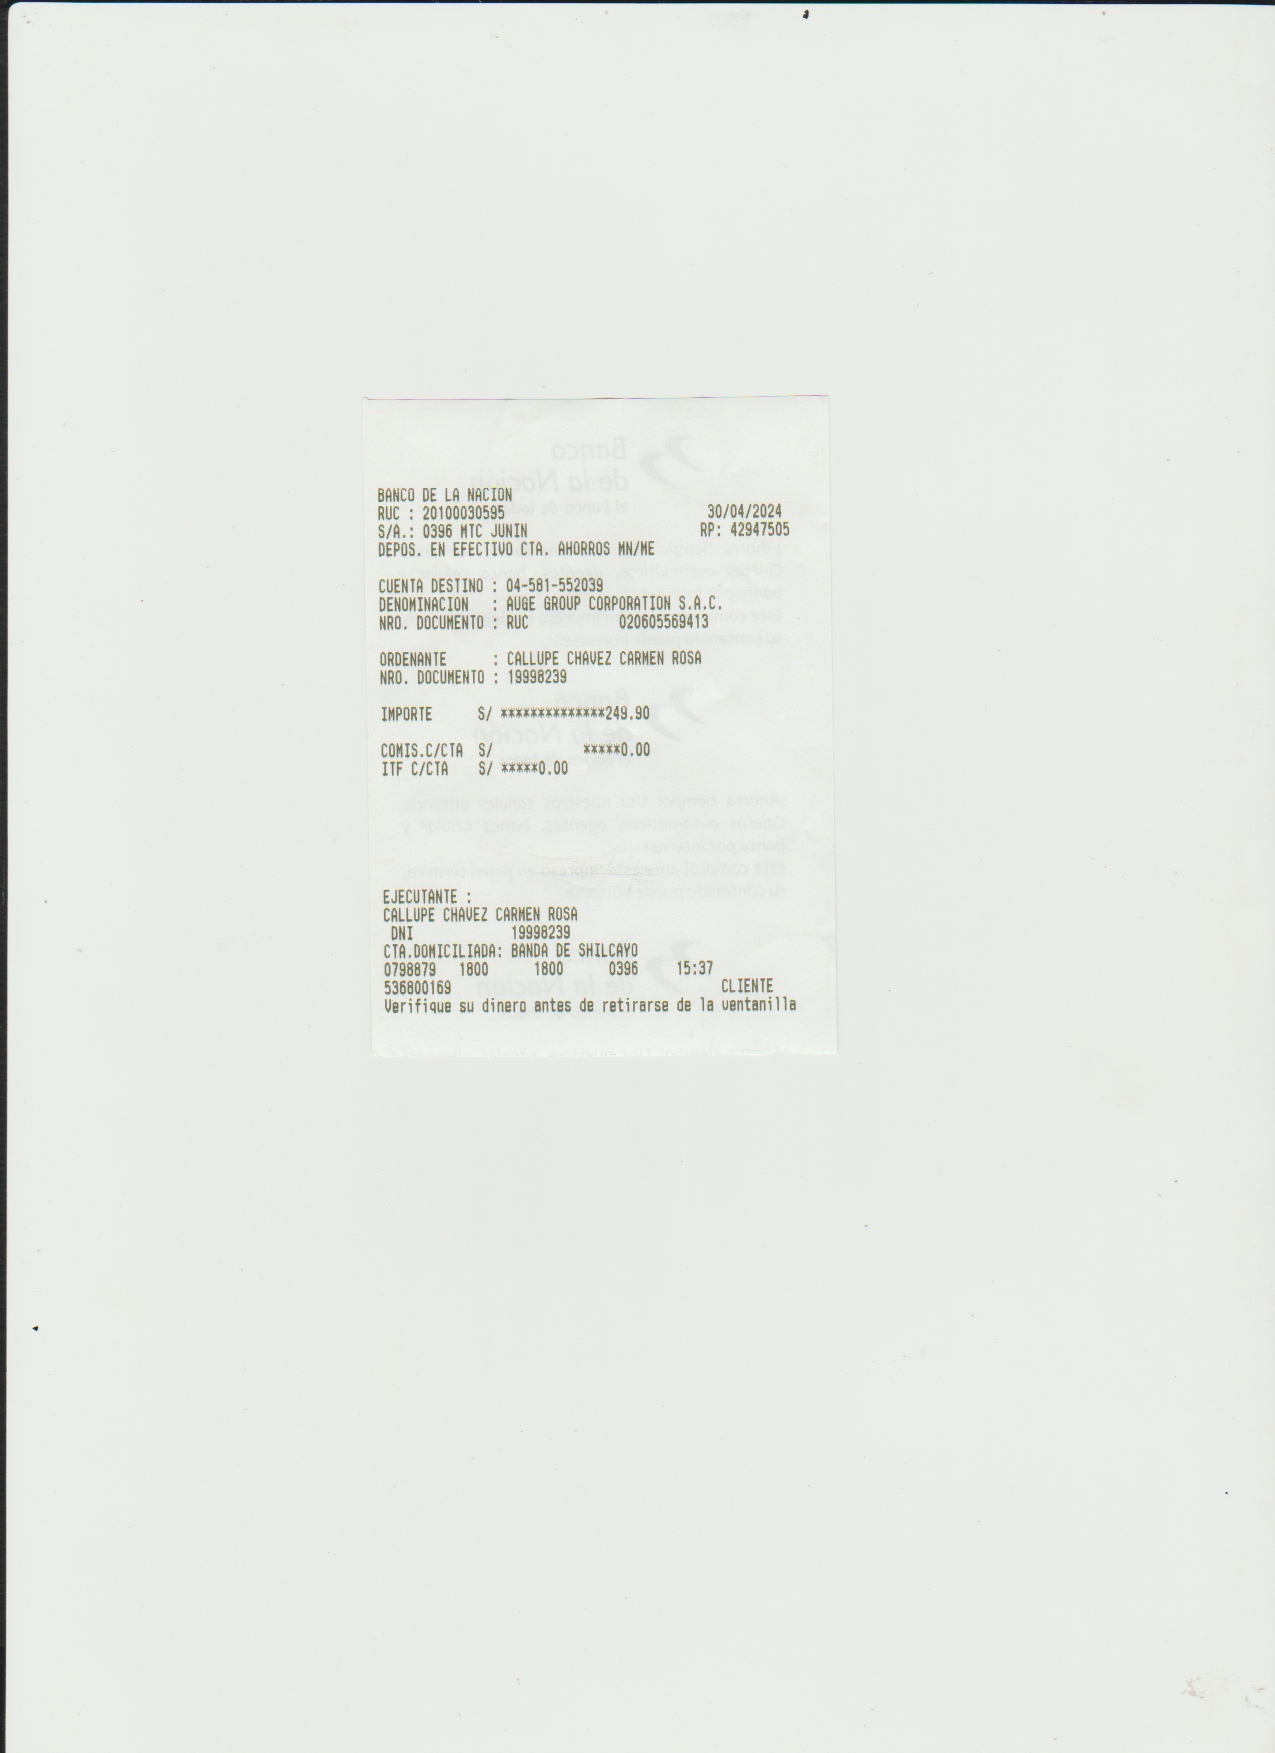 BANCO DE LA NACION
RUC : 20100030595 30/04/2024
S/A.: 0396 MTC JUNIN RP: 42947505
DEPOS. EN EFECTIVO CTA. AHORROS MN/ME
CUENTA DESTINO : 04-581-552039
DENOMINACION : AUGE GROUP CORPORATION S.A.C.
NRO. DOCUMENTO : RUC 020605569413
ORDENANTE : CALLUPE CHAVEZ CARMEN ROSA
NRO. DOCUMENTO : 19998239
IMPORTE S/ **************249.90
COMIS.C/CTA S/ *****0.00
ITF C/CTA S/ *****0.00
EJECUTANTE :
CALLUPE CHAVEZ CARMEN ROSA
DNI 19998239
CTA.DOMICILIADA: BANDA DE SHILCAYO
0798879 1800 1800 0396 15:37
536800169 CLIENTE
Verifique su dinero antes de retirarse de la ventanilla